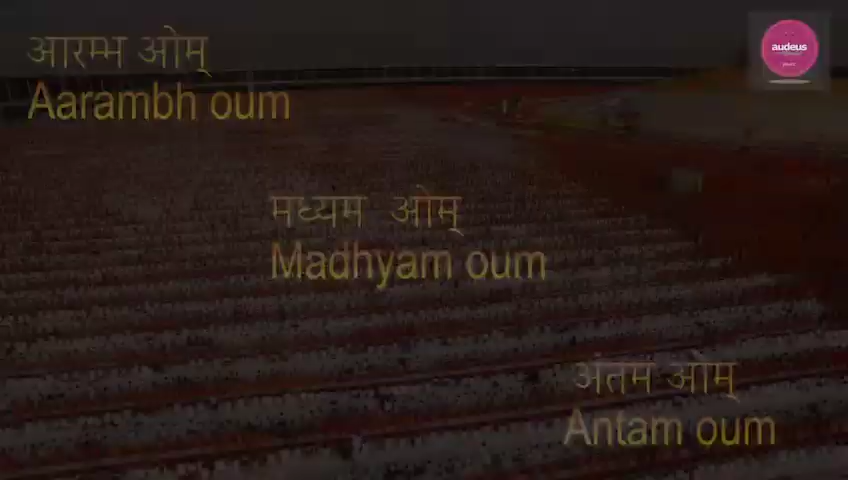 आरम्भ ओम्
Aarambh oum
audeus
मध्यम ओम्
Madhyam oum
अंतम ओम्
Antam oum